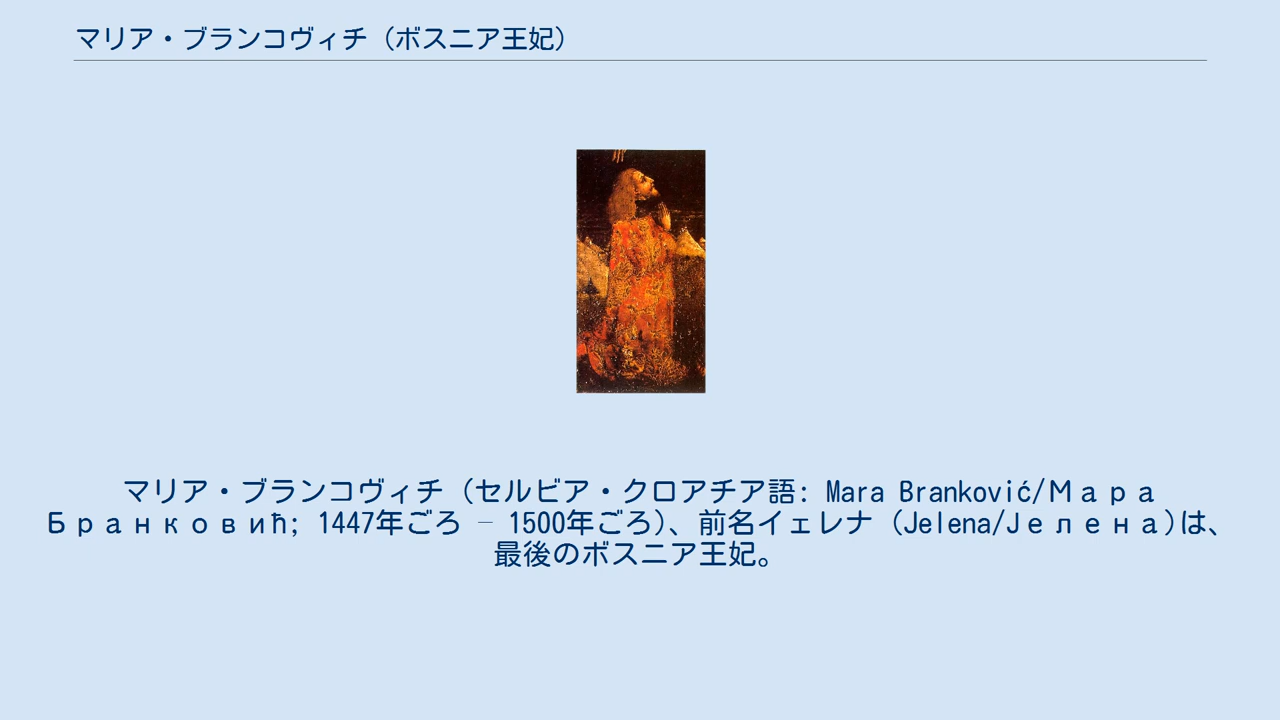 マリア・ブランコヴィチ（ボスニア王妃）
マリア・ブランコヴィチ（セルビア・クロアチア語: Mara Branković/Мара
Бранковић; 1447年ごろ – 1500年ごろ)、前名イェレナ（Jelena/Јелена)は、
最後のボスニア王妃。